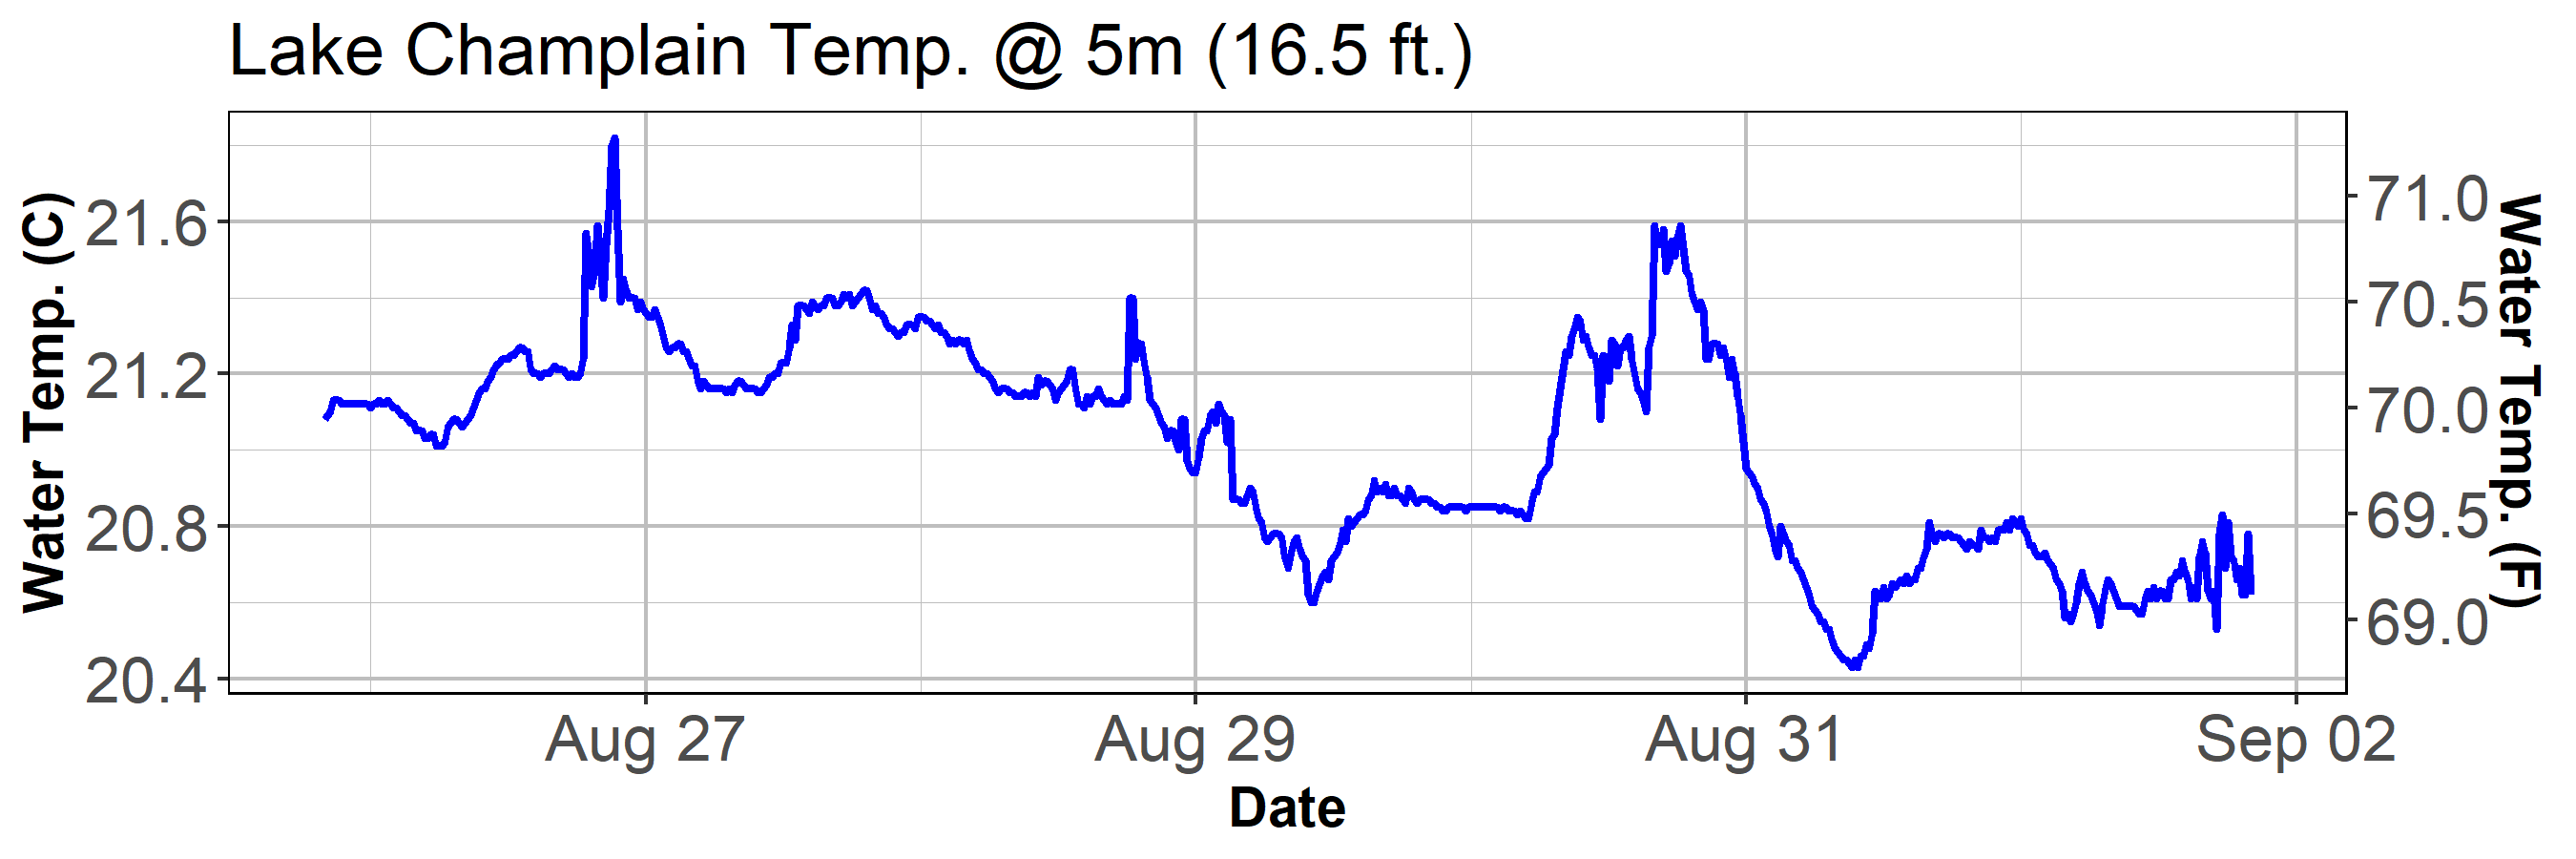 Lake Champlain Temp. @ 5m (16.5 ft.)
Water Temp. (C)
21.6
21.2
20.8
20.4
71.0
70.5
70.0
69.5
69.0
Water Temp. (F)
Aug 27
Aug 29
Aug 31
Sep 02
Date